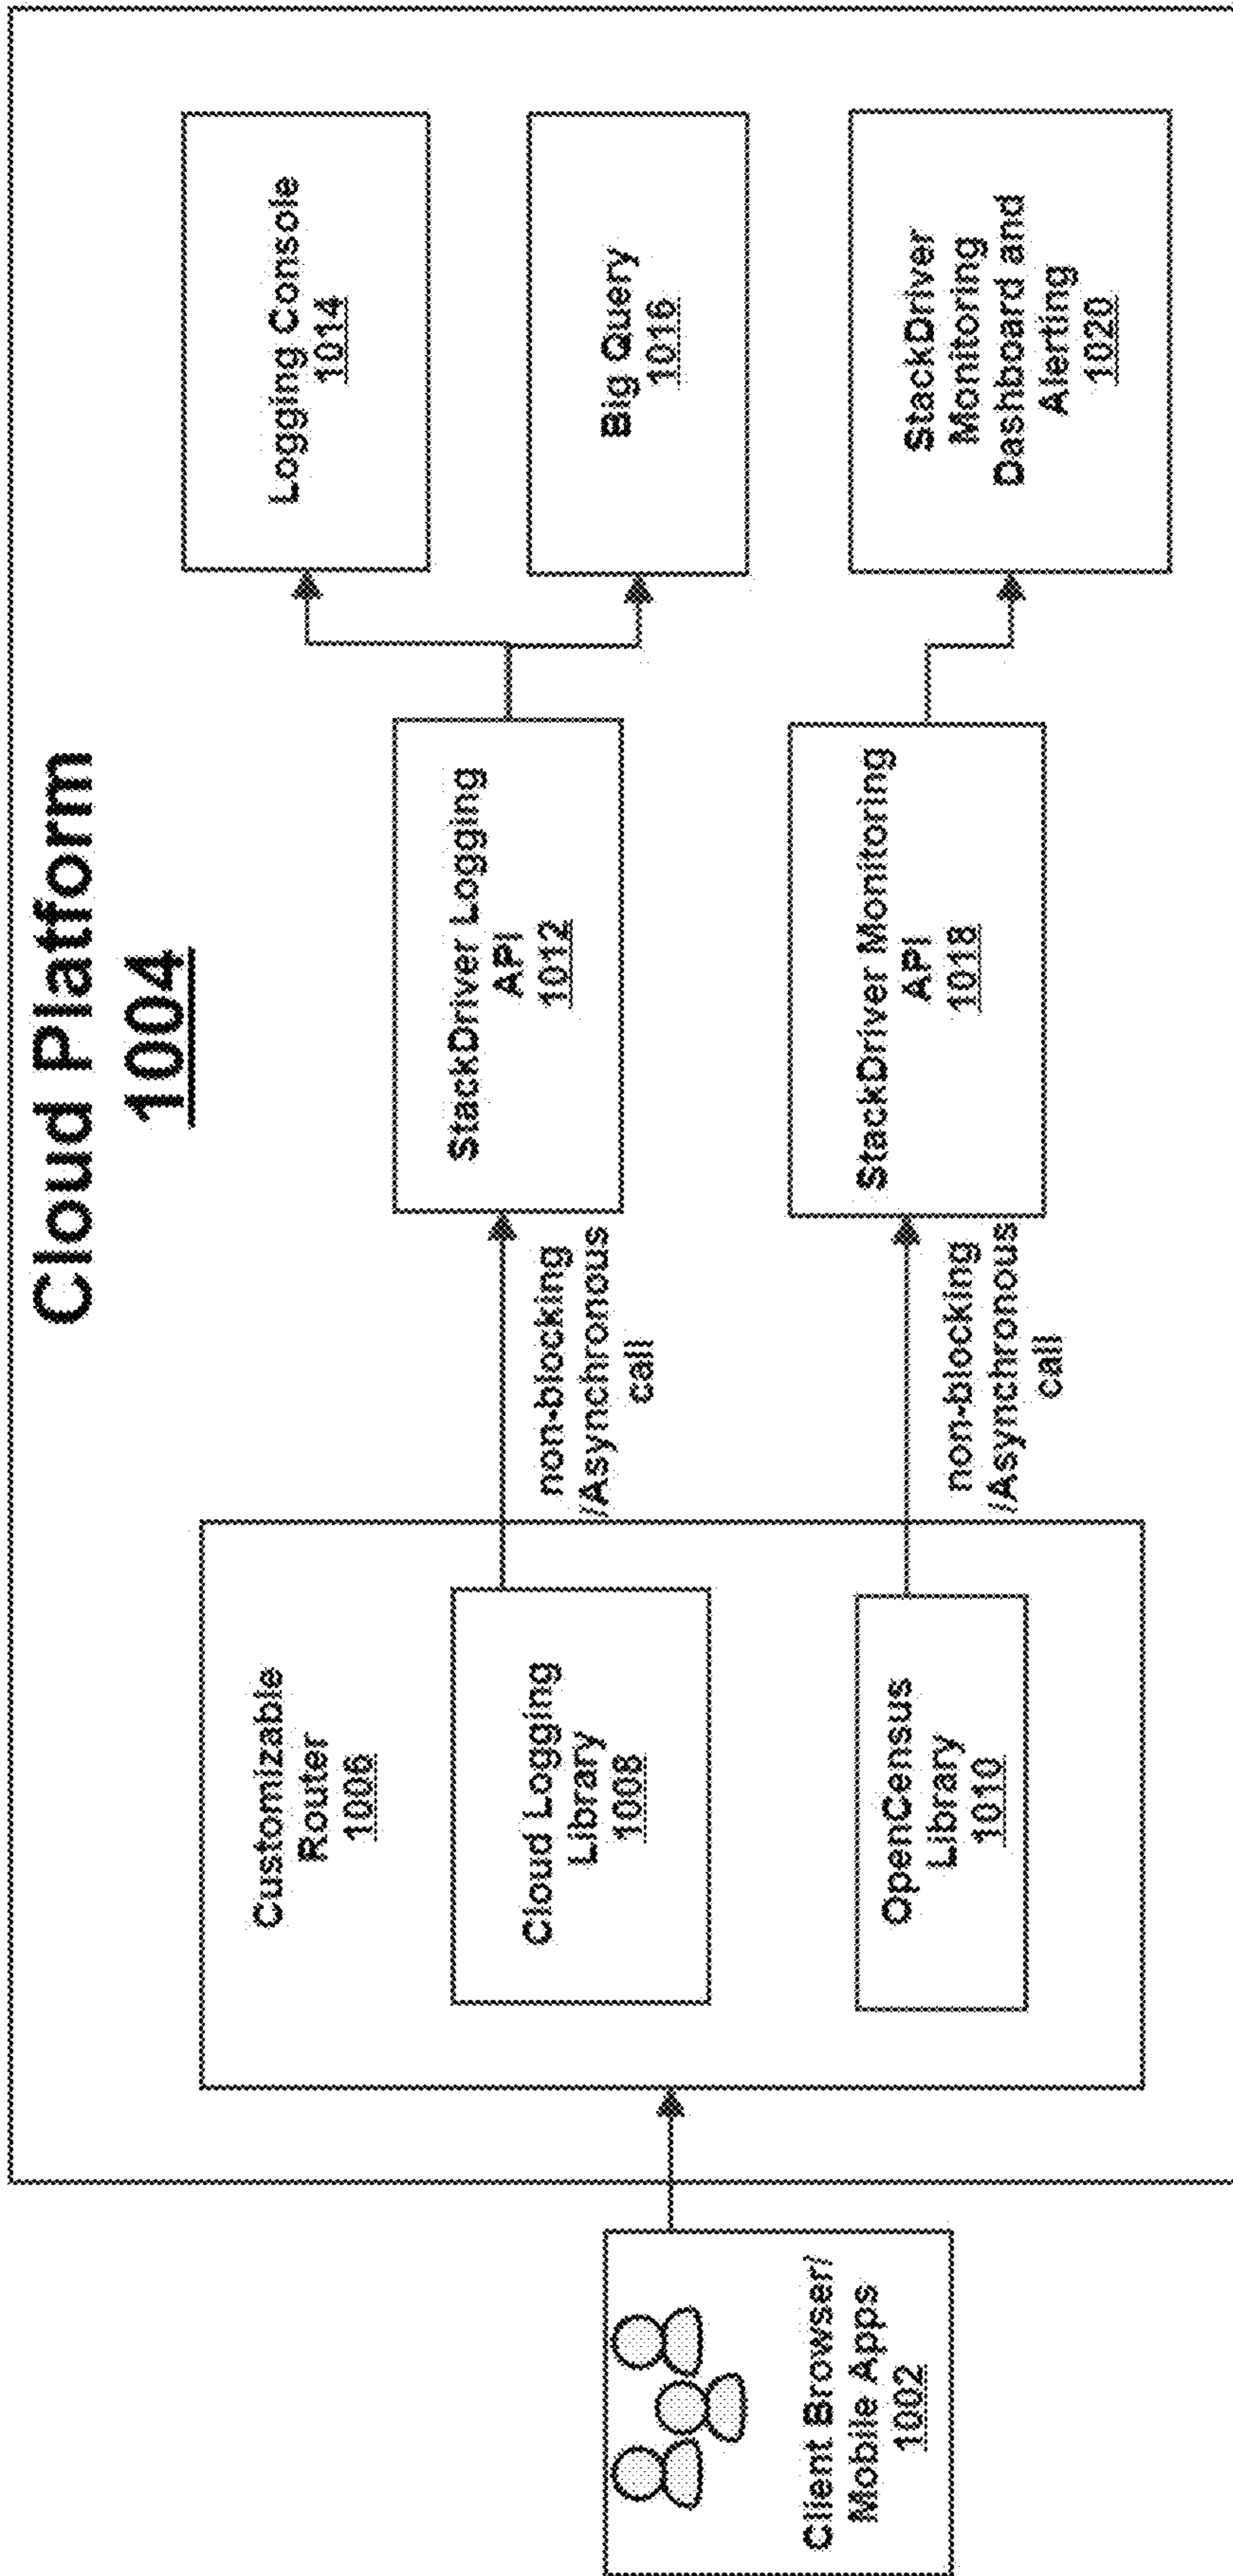 Cloud Platform
1004
Customizable
Router
1006
Cloud Logging
Library
1008
OpenCensus
Library
1010
non-blocking
/Asynchronous
call
non-blocking
/Asynchronous
call
StackDriver Logging
API
1012
StackDriver Monitoring
API
1018
Logging Console
1014
Big Query
1016
StackDriver
Monitoring
Dashboard and
Alerting
1020
Client Browser/
Mobile Apps
1002